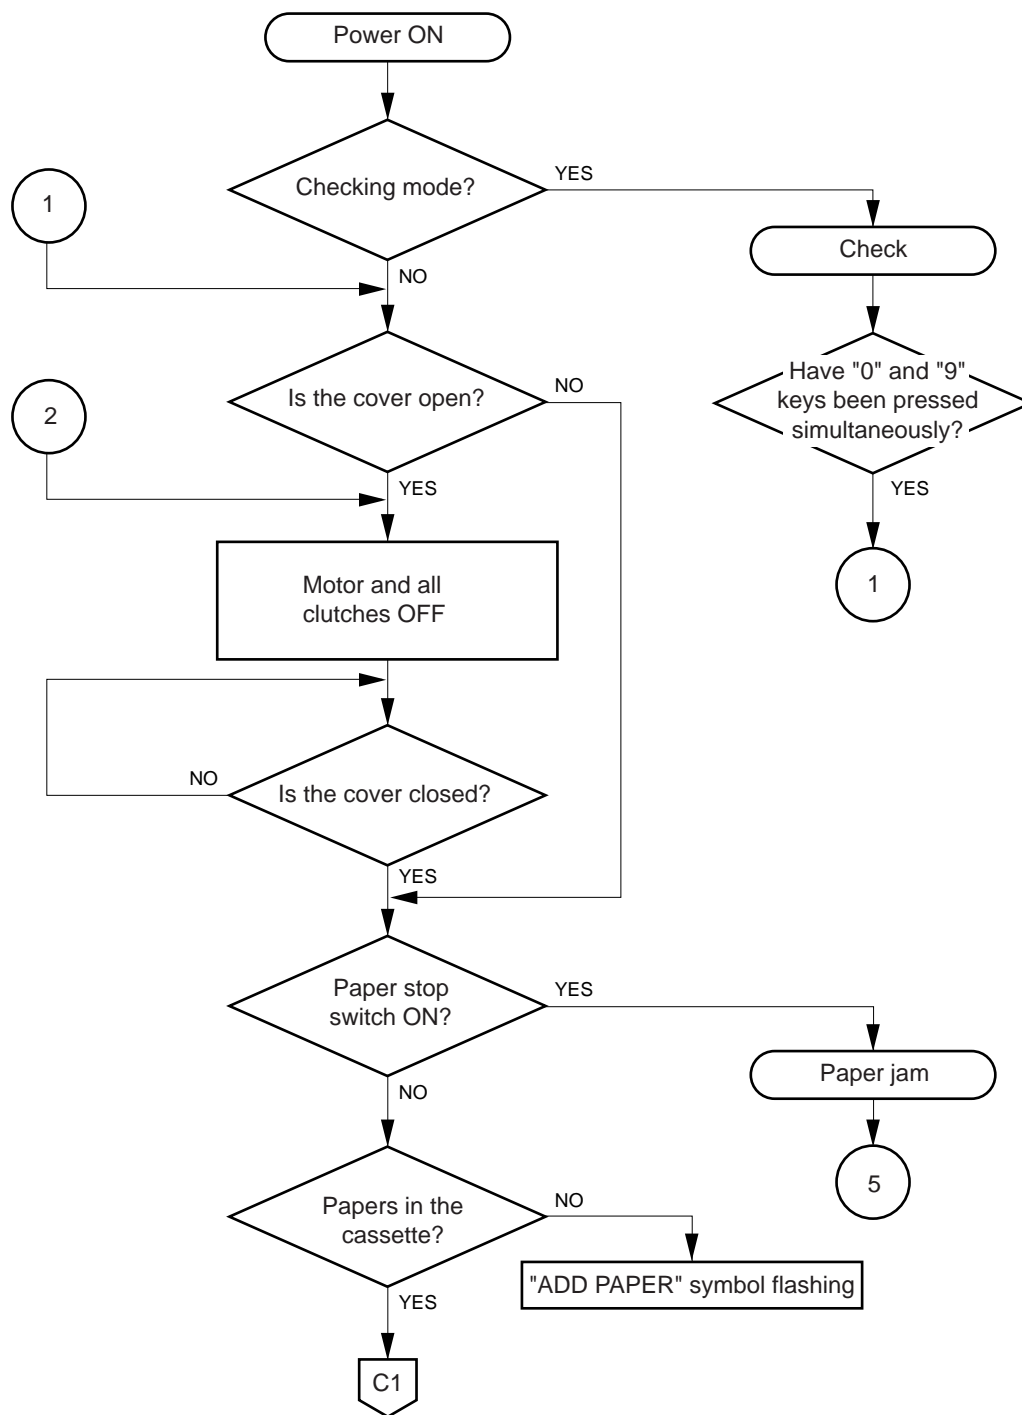 Power ON
Checking mode?
YES
1
Check
NO
Is the cover open?
NO
Have "0" and "9"
keys been pressed
simultaneously?
2
YES
YES
Motor and all
clutches OFF
1
NO
Is the cover closed?
YES
Paper stop
switch ON?
YES
Paper jam
NO
5
Papers in the
cassette?
NO
"ADD PAPER" symbol flashing
YES
C1